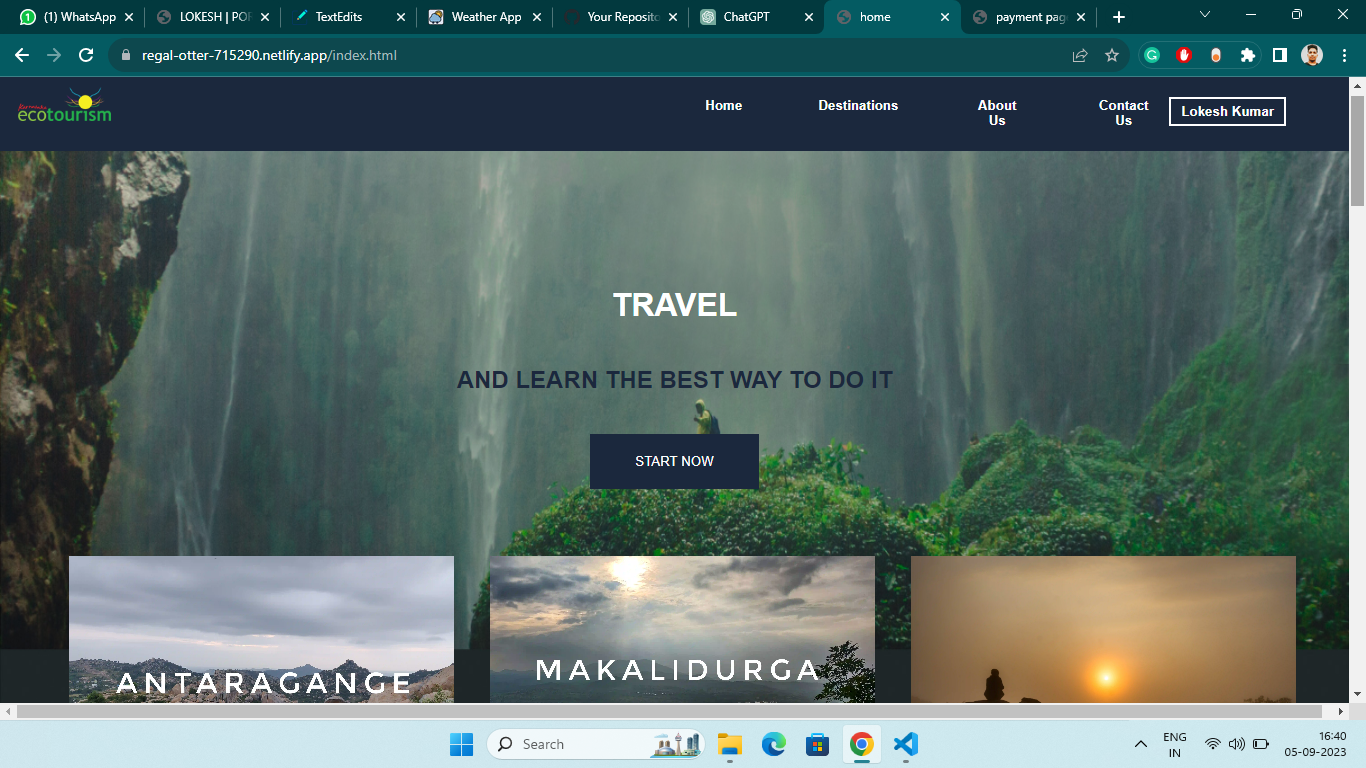 (1) WhatsApp
LOKESH | POR
TextEdits
Weather App
Your Reposito
ChatGPT
home
payment pag
regal-otter-715290.netlify.app/index.html
ecotourism
Home
Destinations
About
Us
Contact
Us
Lokesh Kumar
TRAVEL
AND LEARN THE BEST WAY TO DO IT
START NOW
ANTARAGANGE
MAKALIDURGA
Search
ENG
IN
16:40
05-09-2023